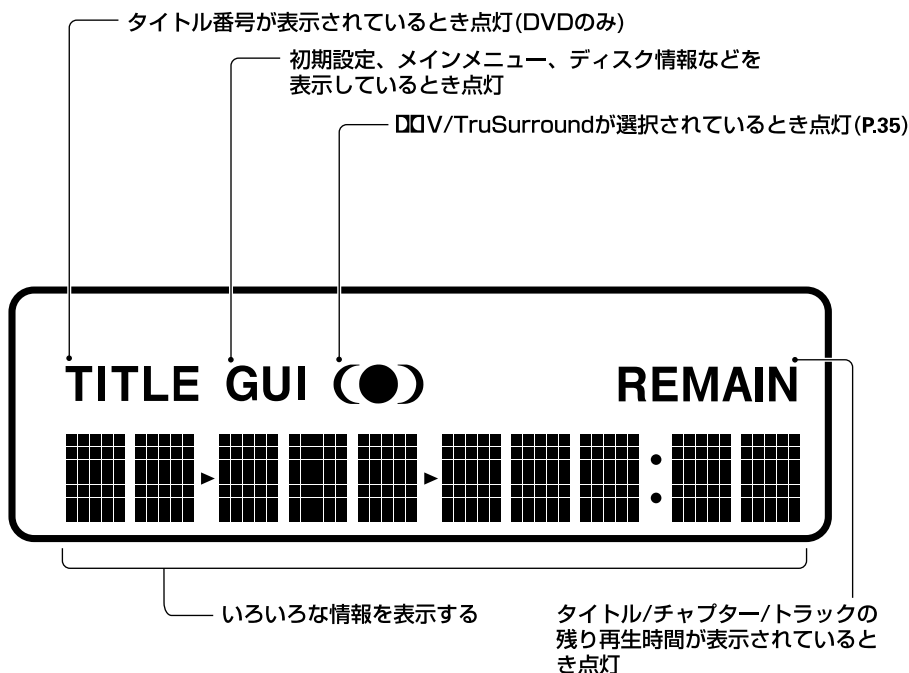 タイトル番号が表示されているとき点灯(DVDのみ)
初期設定、メインメニュー、ディスク情報などを
表示しているとき点灯
V/TruSurroundが選択されているとき点灯(P.35)
TITLE GUI REMAIN
いろいろな情報を表示する
タイトル/チャプター/トラックの
残り再生時間が表示されていると
き点灯